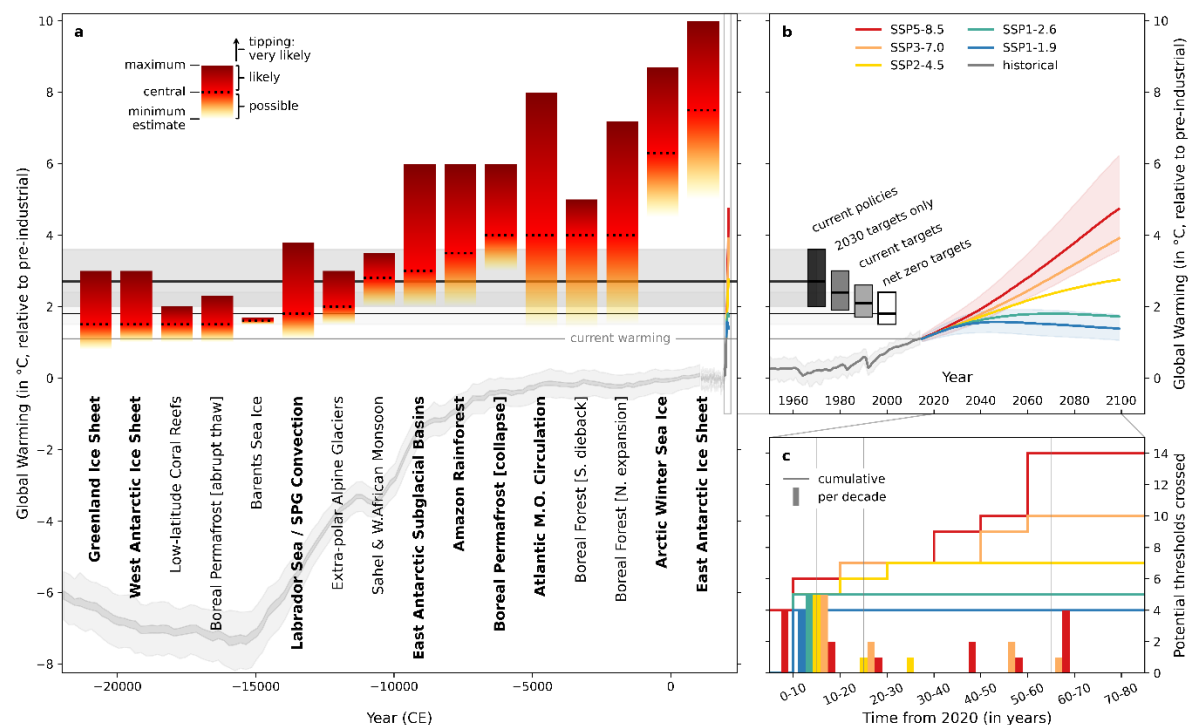 a
tipping:
very likely
maximum
likely
central
possible
minimum
estimate
Global Warming (in °C, relative to pre-industrial)
10
8
6
4
2
0
−2
−4
−6
−8
current warming
Greenland Ice Sheet
West Antarctic Ice Sheet
Low-latitude Coral Reefs
Boreal Permafrost [abrupt thaw]
Barents Sea Ice
Labrador Sea / SPG Convection
Extra-polar Alpine Glaciers
Sahel & W.African Monsoon
East Antarctic Subglacial Basins
Amazon Rainforest
Boreal Permafrost [collapse]
Atlantic M.O. Circulation
Boreal Forest [S. dieback]
Boreal Forest [N. expansion]
Arctic Winter Sea Ice
East Antarctic Ice Sheet
−20000
−15000
−10000
−5000
0
Year (CE)
b
SSP5-8.5
SSP3-7.0
SSP2-4.5
SSP1-2.6
SSP1-1.9
historical
current policies
2030 targets only
current targets
net zero targets
Year
1960
1980
2000
2020
2040
2060
2080
2100
10
8
6
4
2
0
Global Warming (in °C, relative to pre-industrial)
c
cumulative
per decade
14
12
10
8
6
4
2
0
Potential thresholds crossed
0-10
10-20
20-30
30-40
40-50
50-60
60-70
70-80
Time from 2020 (in years)